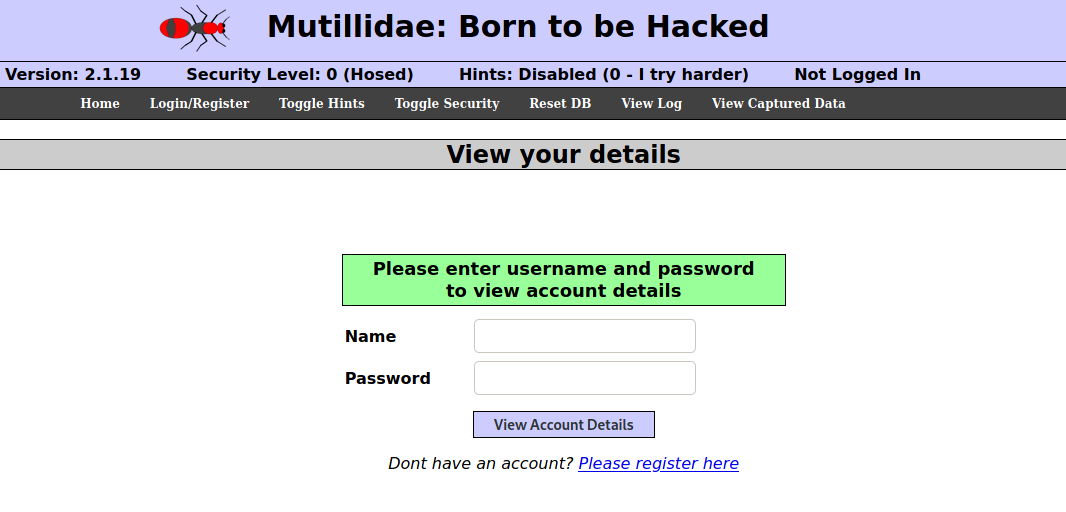 Mutillidae: Born to be Hacked
Version: 2.1.19 Security Level: 0 (Hosed) Hints: Disabled (0 - I try harder) Not Logged In
Home Login/Register Toggle Hints Toggle Security Reset DB View Log View Captured Data
View your details
Please enter username and password
to view account details
Name
Password
View Account Details
Dont have an account? Please register here